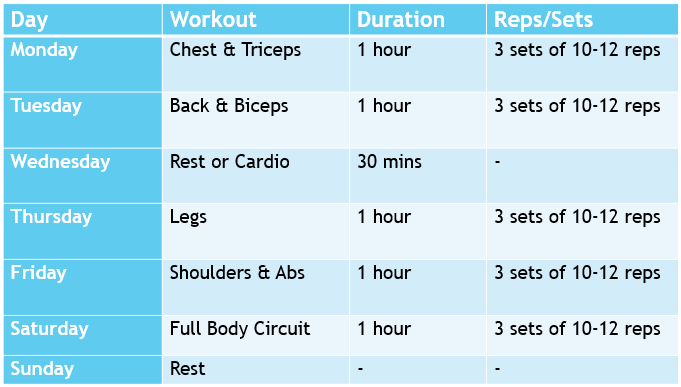 Day Workout Duration Reps/Sets
Monday Chest & Triceps 1 hour 3 sets of 10-12 reps
Tuesday Back & Biceps 1 hour 3 sets of 10-12 reps
Wednesday Rest or Cardio 30 mins -
Thursday Legs 1 hour 3 sets of 10-12 reps
Friday Shoulders & Abs 1 hour 3 sets of 10-12 reps
Saturday Full Body Circuit 1 hour 3 sets of 10-12 reps
Sunday Rest - -